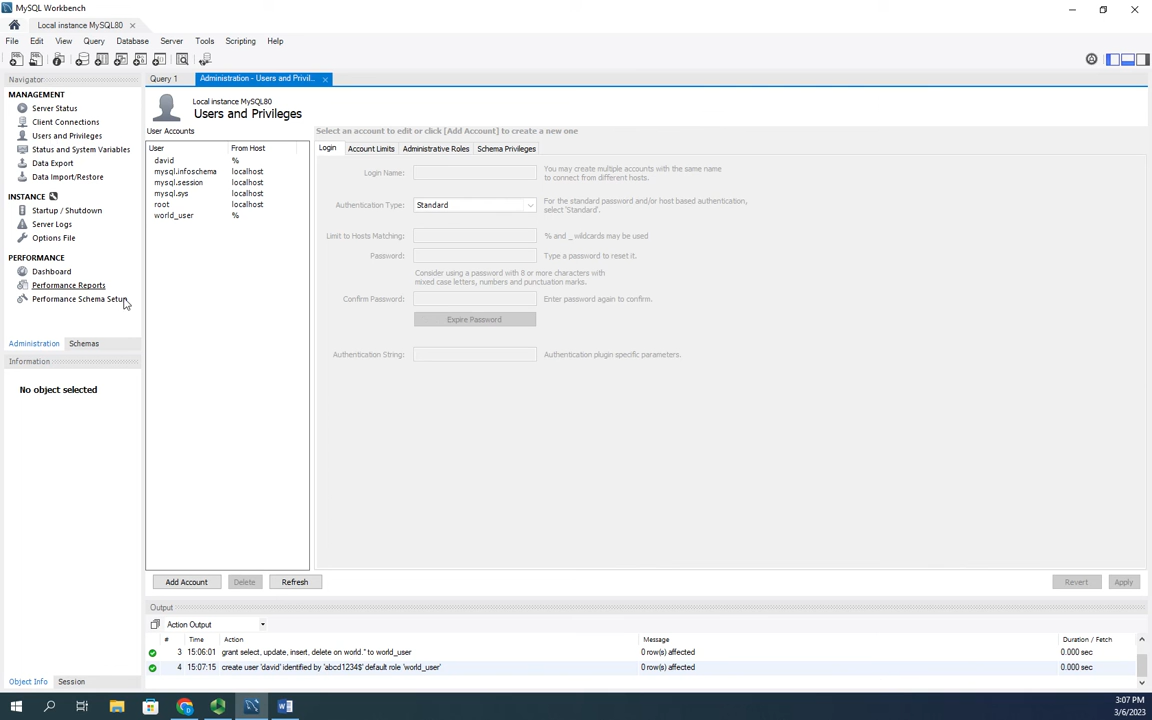 MySQL Workbench
Local instance MySQL80
File Edit View Query Database Server Tools Scripting Help
Navigator
MANAGEMENT
Server Status
Client Connections
Users and Privileges
Status and System Variables
Data Export
Data Import/Restore
INSTANCE
Startup / Shutdown
Server Logs
Options File
PERFORMANCE
Dashboard
Performance Reports
Performance Schema Setup
Administration Schemas
Information
No object selected
Object Info Session
Query 1 Administration - Users and Privil...
Local instance MySQL80
Users and Privileges
User Accounts
User From Host
david %
mysql.infoschema localhost
mysql.session localhost
mysql.sys localhost
root localhost
world_user %
Add Account Delete Refresh
Select an account to edit or click [Add Account] to create a new one
Login Account Limits Administrative Roles Schema Privileges
Login Name: You may create multiple accounts with the same name
to connect from different hosts.
Authentication Type: Standard For the standard password and/or host based authentication,
select 'Standard'.
Limit to Hosts Matching: % and _ wildcards may be used
Password: Type a password to reset it.
Consider using a password with 8 or more characters with
mixed case letters, numbers and punctuation marks.
Confirm Password: Enter password again to confirm.
Expire Password
Authentication String: Authentication plugin specific parameters.
Revert Apply
Output
Action Output
# Time Action Message Duration / Fetch
3 15:06:01 grant select, update, insert, delete on world.* to world_user 0 row(s) affected 0.000 sec
4 15:07:15 create user 'david' identified by 'abcd1234$' default role 'world_user' 0 row(s) affected 0.000 sec
3:07 PM
3/6/2023